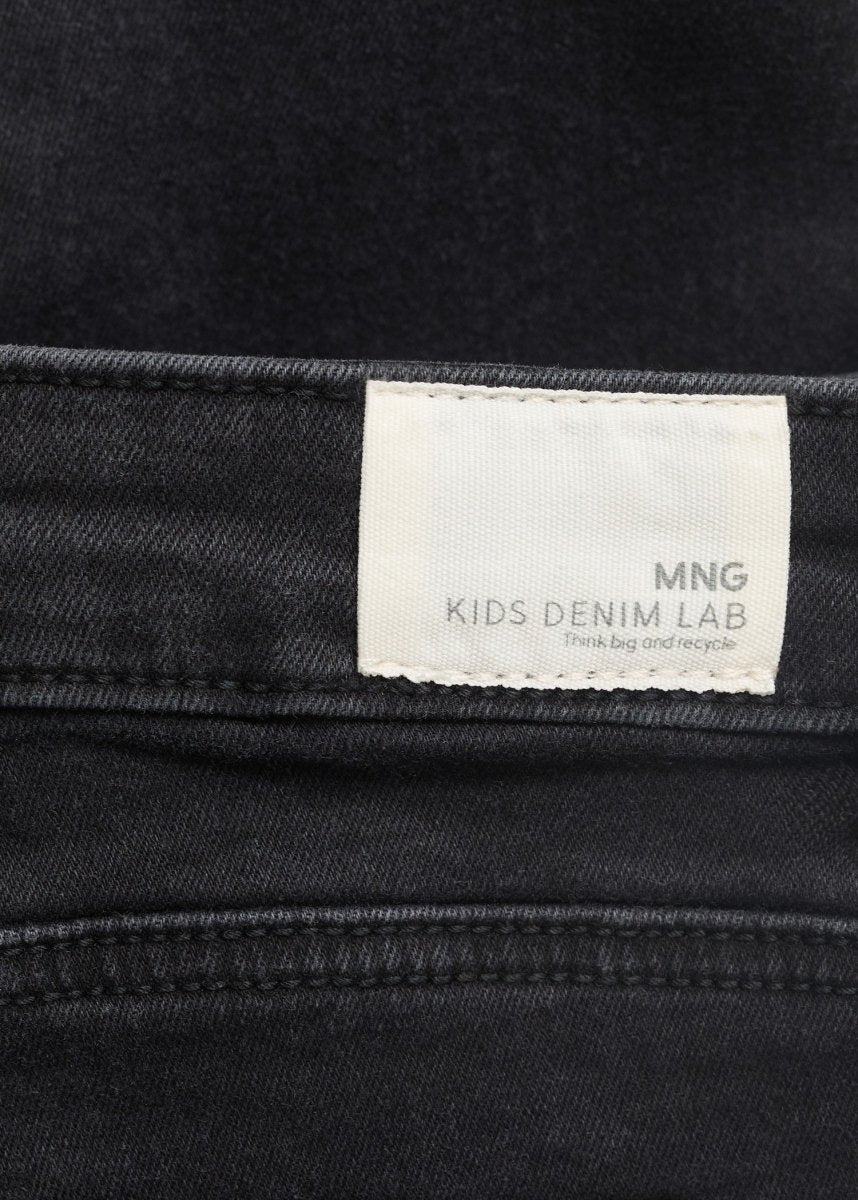 MNG
KIDS DENIM LAB
Think big and recycle